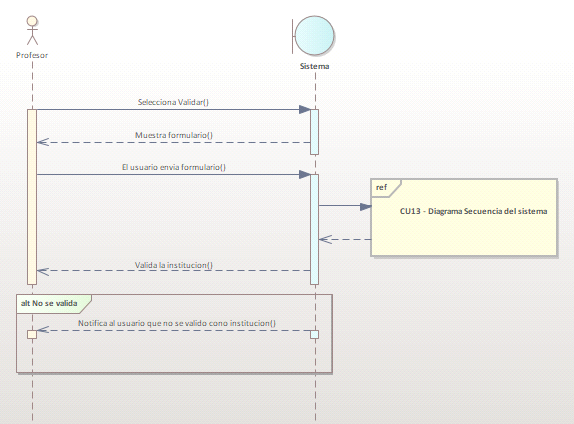 Profesor
Sistema
Selecciona Validar()
Muestra formulario()
El usuario envia formulario()
ref
CU13 - Diagrama Secuencia del sistema
Valida la institucion()
alt No se valida
Notifica al usuario que no se valido cono institucion()